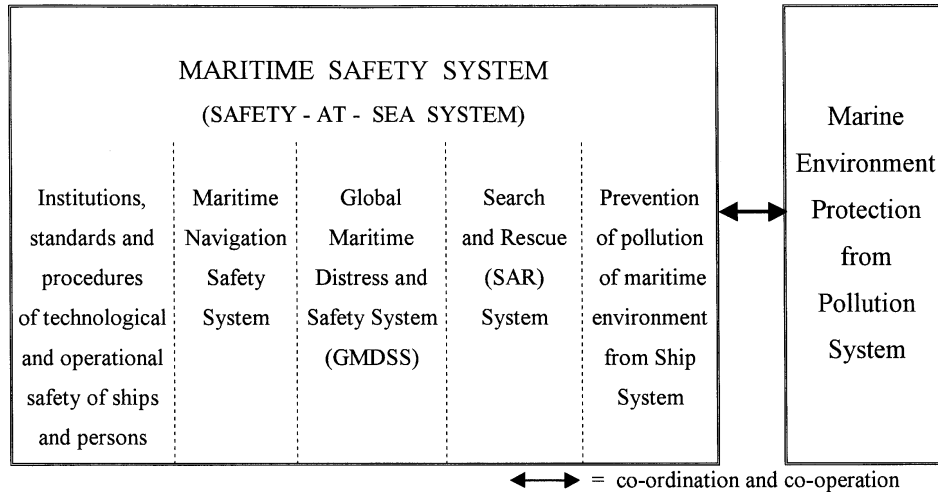 MARITIME SAFETY SYSTEM
(SAFETY - AT - SEA SYSTEM)
Institutions,
standards and
procedures
of technological
and operational
safety of ships
and persons
Maritime
Navigation
Safety
System
Global
Maritime
Distress and
Safety System
(GMDSS)
Search
and Rescue
(SAR)
System
Prevention
of pollution
of maritime
environment
from Ship
System
Marine
Environment
Protection
from
Pollution
System
= co-ordination and co-operation